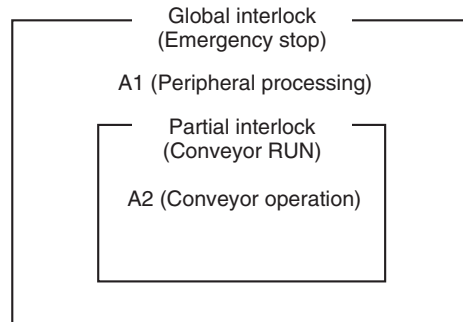 Global interlock
(Emergency stop)
A1 (Peripheral processing)
Partial interlock
(Conveyor RUN)
A2 (Conveyor operation)